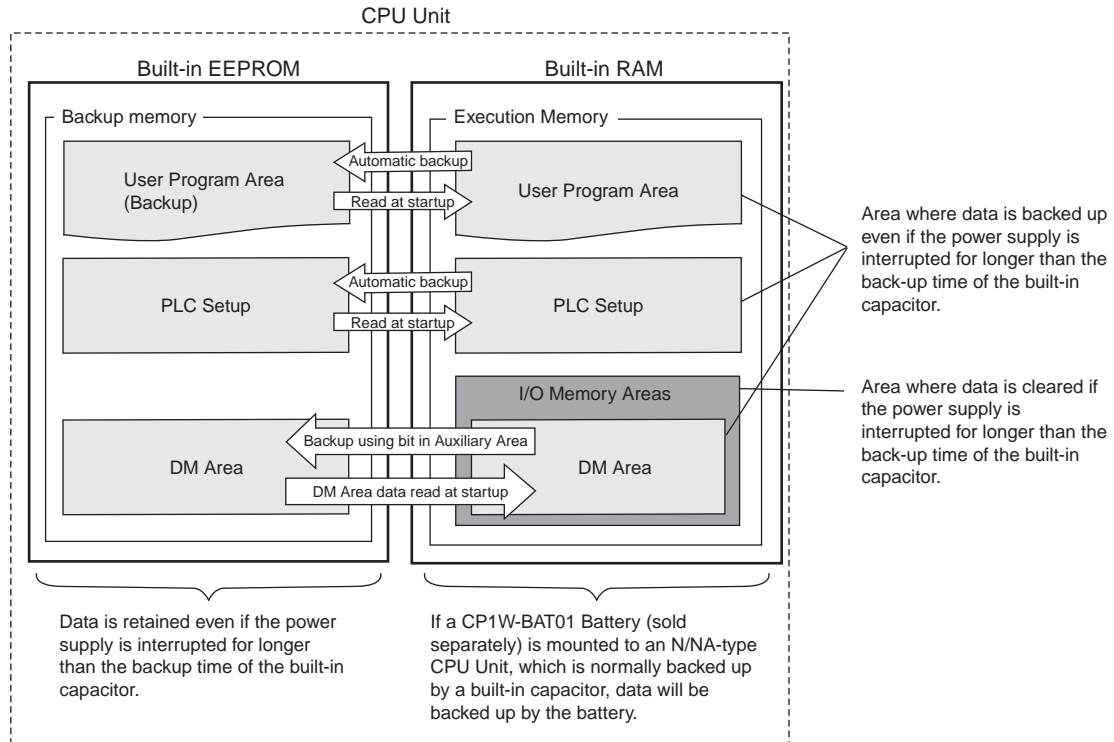 CPU Unit
Built-in EEPROM
Built-in RAM
Backup memory
Execution Memory
User Program Area
(Backup)
Automatic backup
Read at startup
User Program Area
PLC Setup
Automatic backup
Read at startup
PLC Setup
I/O Memory Areas
DM Area
Backup using bit in Auxiliary Area
DM Area data read at startup
DM Area
Area where data is backed up
even if the power supply is
interrupted for longer than the
back-up time of the built-in
capacitor.
Area where data is cleared if
the power supply is
interrupted for longer than the
back-up time of the built-in
capacitor.
Data is retained even if the power
supply is interrupted for longer
than the backup time of the built-in
capacitor.
If a CP1W-BAT01 Battery (sold
separately) is mounted to an N/NA-type
CPU Unit, which is normally backed up
by a built-in capacitor, data will be
backed up by the battery.